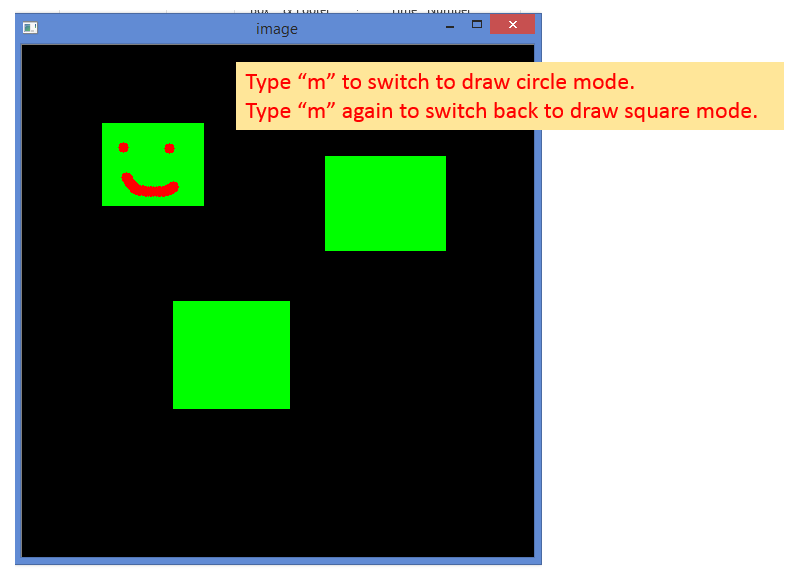 image
Type “m” to switch to draw circle mode.
Type “m” again to switch back to draw square mode.